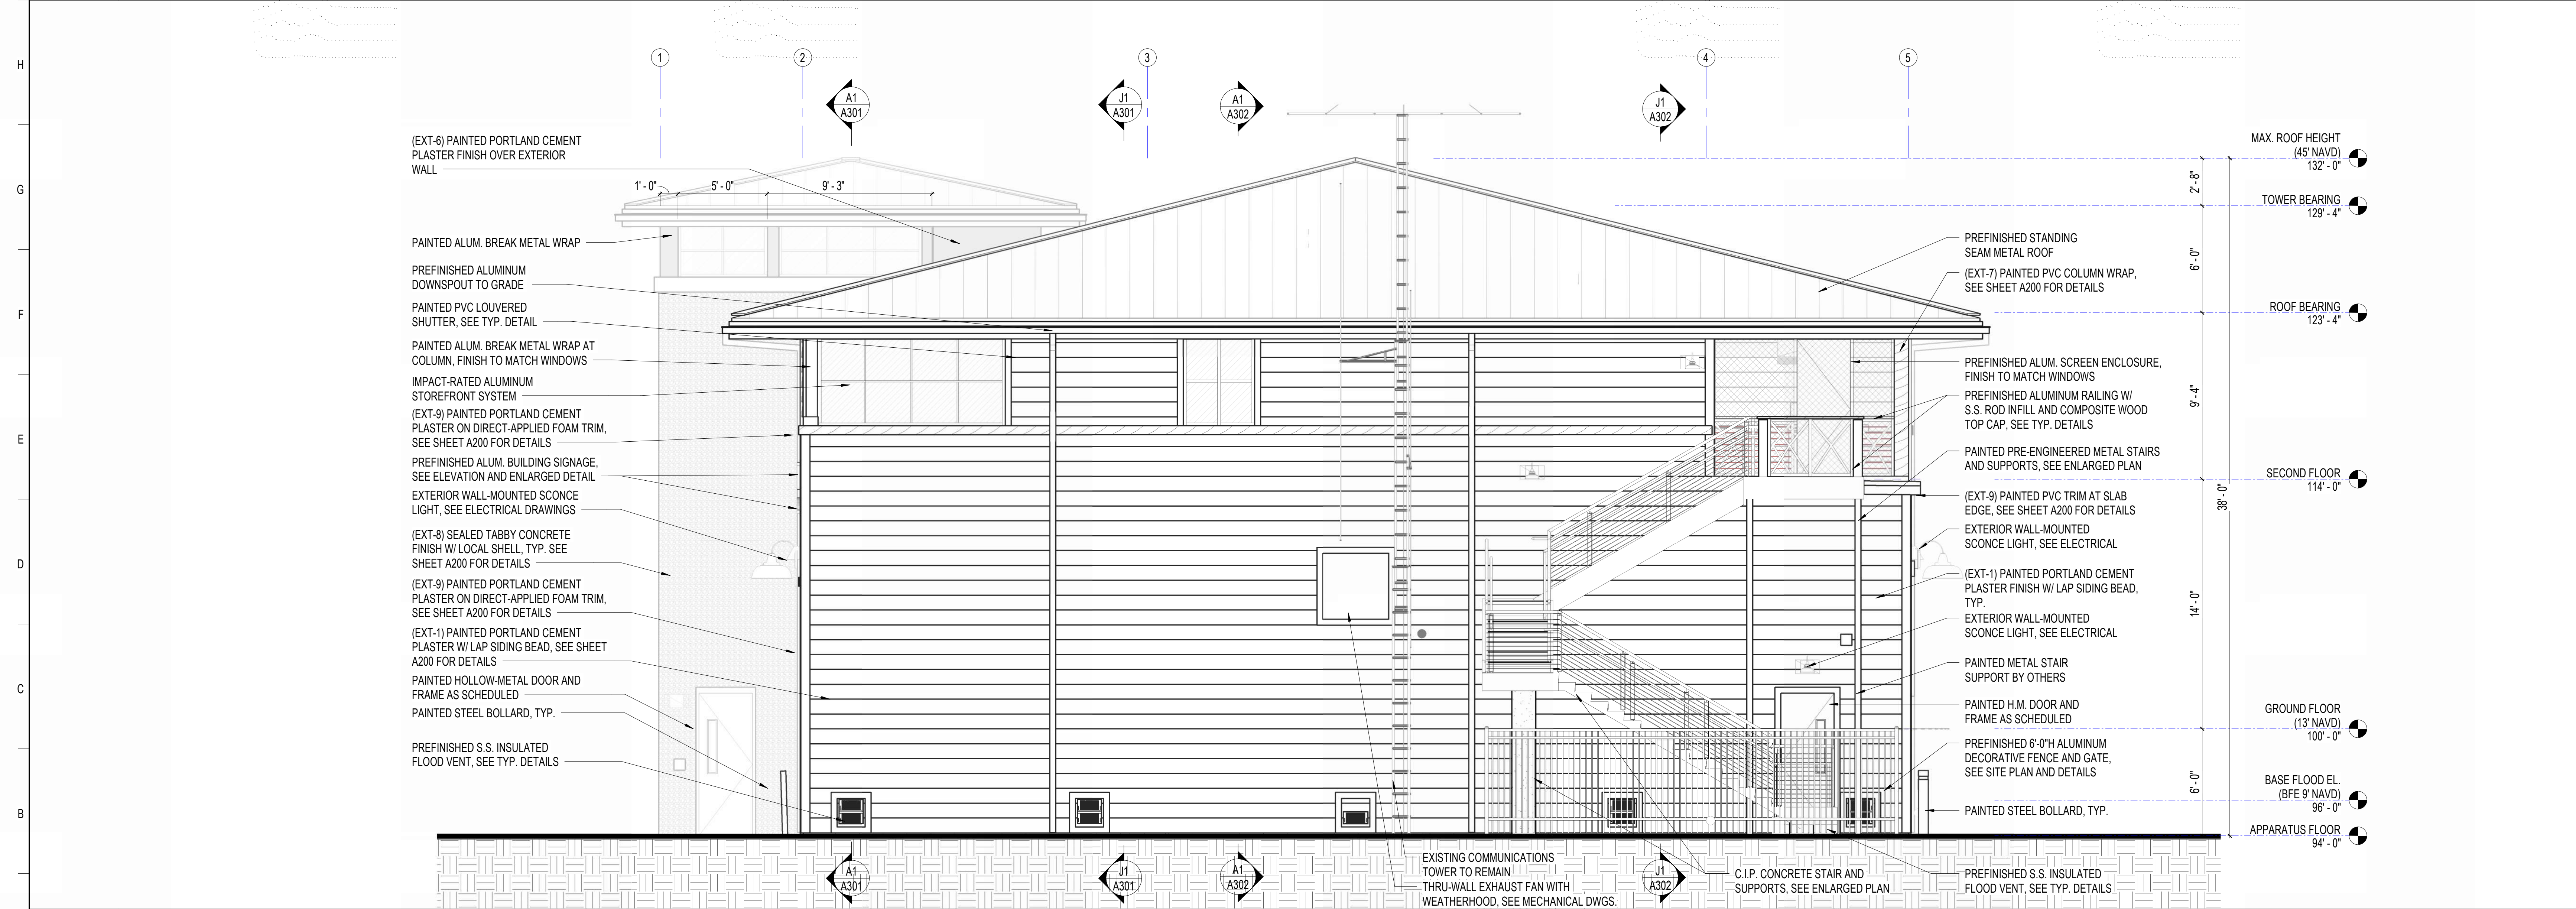 1
2
3
4
5
H
G
F
E
D
C
B
A1
A301
J1
A301
A1
A302
J1
A302
(EXT-6) PAINTED PORTLAND CEMENT
PLASTER FINISH OVER EXTERIOR
WALL
1' - 0"
5' - 0"
9' - 3"
PAINTED ALUM. BREAK METAL WRAP
PREFINISHED ALUMINUM
DOWNSPOUT TO GRADE
PAINTED PVC LOUVERED
SHUTTER, SEE TYP. DETAIL
PAINTED ALUM. BREAK METAL WRAP AT
COLUMN, FINISH TO MATCH WINDOWS
IMPACT-RATED ALUMINUM
STOREFRONT SYSTEM
(EXT-9) PAINTED PORTLAND CEMENT
PLASTER ON DIRECT-APPLIED FOAM TRIM,
SEE SHEET A200 FOR DETAILS
PREFINISHED ALUM. BUILDING SIGNAGE,
SEE ELEVATION AND ENLARGED DETAIL
EXTERIOR WALL-MOUNTED SCONCE
LIGHT, SEE ELECTRICAL DRAWINGS
(EXT-8) SEALED TABBY CONCRETE
FINISH W/ LOCAL SHELL, TYP. SEE
SHEET A200 FOR DETAILS
(EXT-9) PAINTED PORTLAND CEMENT
PLASTER ON DIRECT-APPLIED FOAM TRIM,
SEE SHEET A200 FOR DETAILS
(EXT-1) PAINTED PORTLAND CEMENT
PLASTER W/ LAP SIDING BEAD, SEE SHEET
A200 FOR DETAILS
PAINTED HOLLOW-METAL DOOR AND
FRAME AS SCHEDULED
PAINTED STEEL BOLLARD, TYP.
PREFINISHED S.S. INSULATED
FLOOD VENT, SEE TYP. DETAILS
PREFINISHED STANDING
SEAM METAL ROOF
(EXT-7) PAINTED PVC COLUMN WRAP,
SEE SHEET A200 FOR DETAILS
PREFINISHED ALUM. SCREEN ENCLOSURE,
FINISH TO MATCH WINDOWS
PREFINISHED ALUMINUM RAILING W/
S.S. ROD INFILL AND COMPOSITE WOOD
TOP CAP, SEE TYP. DETAILS
PAINTED PRE-ENGINEERED METAL STAIRS
AND SUPPORTS, SEE ENLARGED PLAN
(EXT-9) PAINTED PVC TRIM AT SLAB
EDGE, SEE SHEET A200 FOR DETAILS
EXTERIOR WALL-MOUNTED
SCONCE LIGHT, SEE ELECTRICAL
(EXT-1) PAINTED PORTLAND CEMENT
PLASTER FINISH W/ LAP SIDING BEAD,
TYP.
EXTERIOR WALL-MOUNTED
SCONCE LIGHT, SEE ELECTRICAL
PAINTED METAL STAIR
SUPPORT BY OTHERS
PAINTED H.M. DOOR AND
FRAME AS SCHEDULED
PREFINISHED 6'-0"H ALUMINUM
DECORATIVE FENCE AND GATE,
SEE SITE PLAN AND DETAILS
PAINTED STEEL BOLLARD, TYP.
MAX. ROOF HEIGHT
(45' NAVD)
132' - 0"
TOWER BEARING
129' - 4"
ROOF BEARING
123' - 4"
SECOND FLOOR
114' - 0"
GROUND FLOOR
(13' NAVD)
100' - 0"
BASE FLOOD EL.
(BFE 9' NAVD)
96' - 0"
APPARATUS FLOOR
94' - 0"
2' - 8"
6' - 0"
9' - 4"
14' - 0"
6' - 0"
38' - 0"
A1
A301
J1
A301
A1
A302
J1
A302
EXISTING COMMUNICATIONS
TOWER TO REMAIN
THRU-WALL EXHAUST FAN WITH
WEATHERHOOD, SEE MECHANICAL DWGS.
C.I.P. CONCRETE STAIR AND
SUPPORTS, SEE ENLARGED PLAN
PREFINISHED S.S. INSULATED
FLOOD VENT, SEE TYP. DETAILS